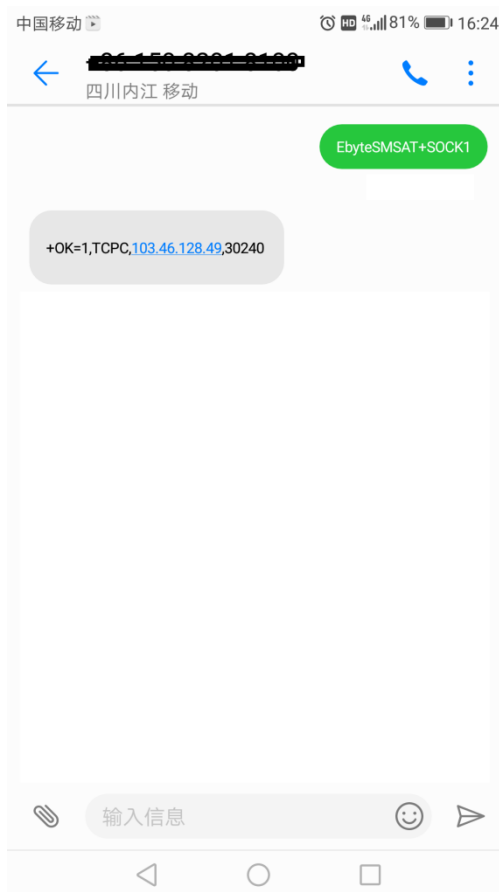 中国移动
HD 46 81% 16:24
四川内江 移动
EbyteSMSAT+SOCK1
+OK=1,TCPC,103.46.128.49,30240
输入信息